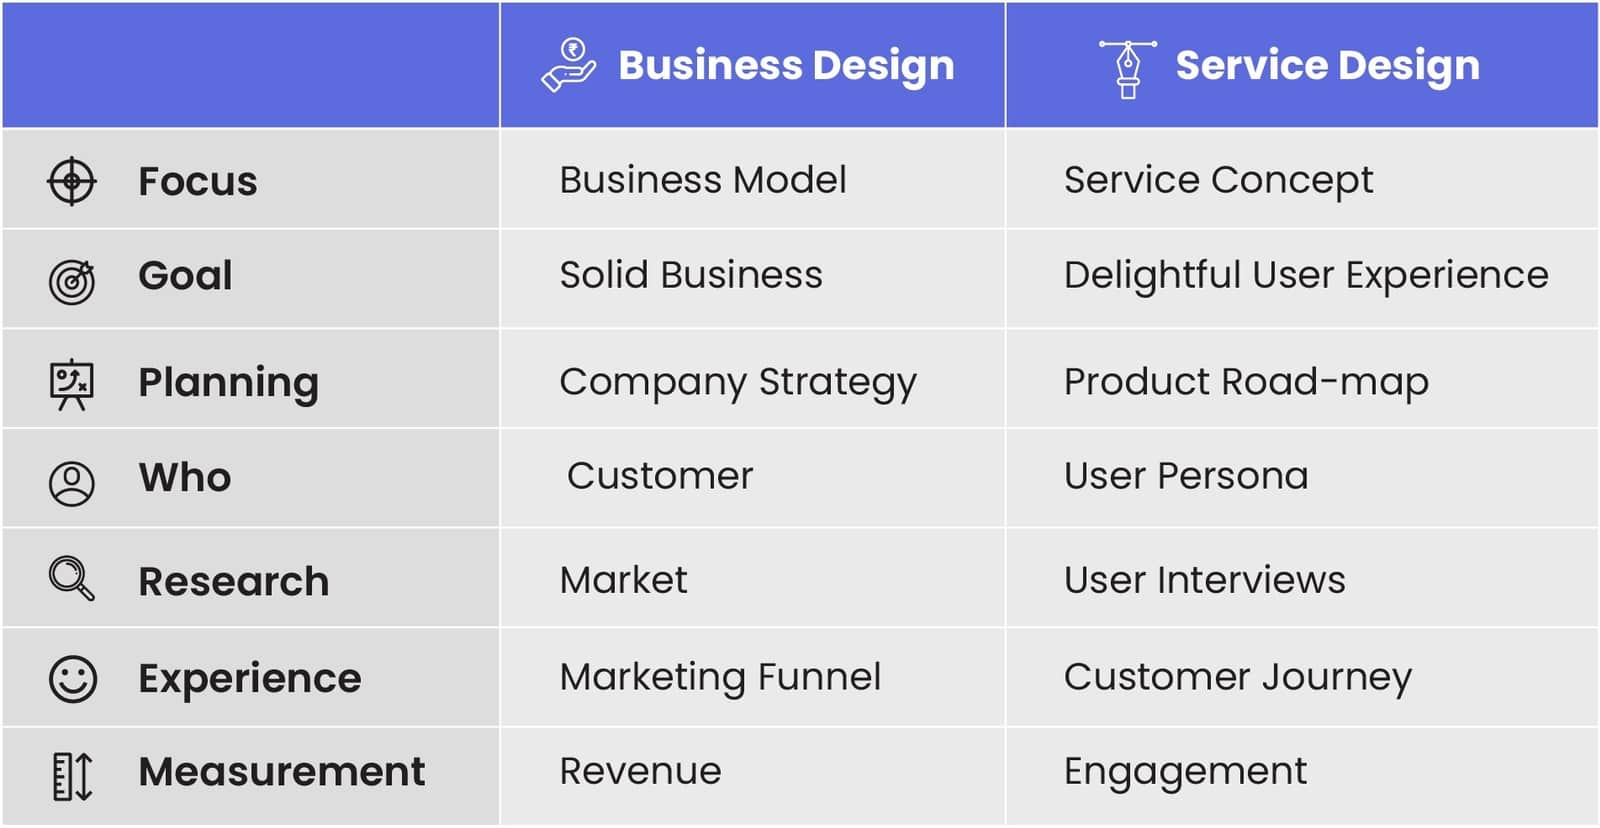 ₹ Business Design Service Design
Focus Business Model Service Concept
Goal Solid Business Delightful User Experience
Planning Company Strategy Product Road-map
Who Customer User Persona
Research Market User Interviews
Experience Marketing Funnel Customer Journey
Measurement Revenue Engagement